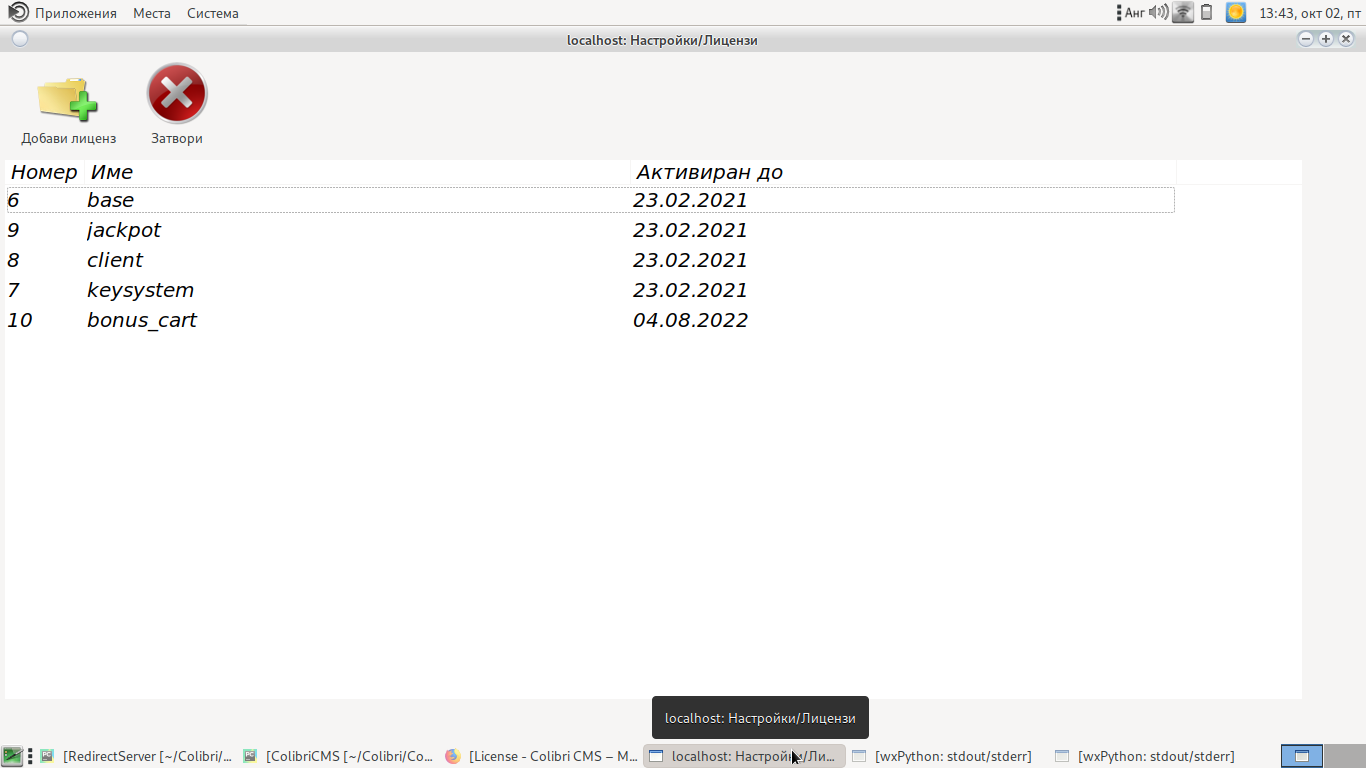 Приложения Места Система Анг 13:43, окт 02, пт
localhost: Настройки/Лицензи
Добави лиценз Затвори
Номер Име Активиран до
6 base 23.02.2021
9 jackpot 23.02.2021
8 client 23.02.2021
7 keysystem 23.02.2021
10 bonus_cart 04.08.2022
localhost: Настройки/Лицензи
[RedirectServer [~/Colibri/... [ColibriCMS [~/Colibri/Co... [License - Colibri CMS – M... localhost: Настройки/Ли... [wxPython: stdout/stderr] [wxPython: stdout/stderr]